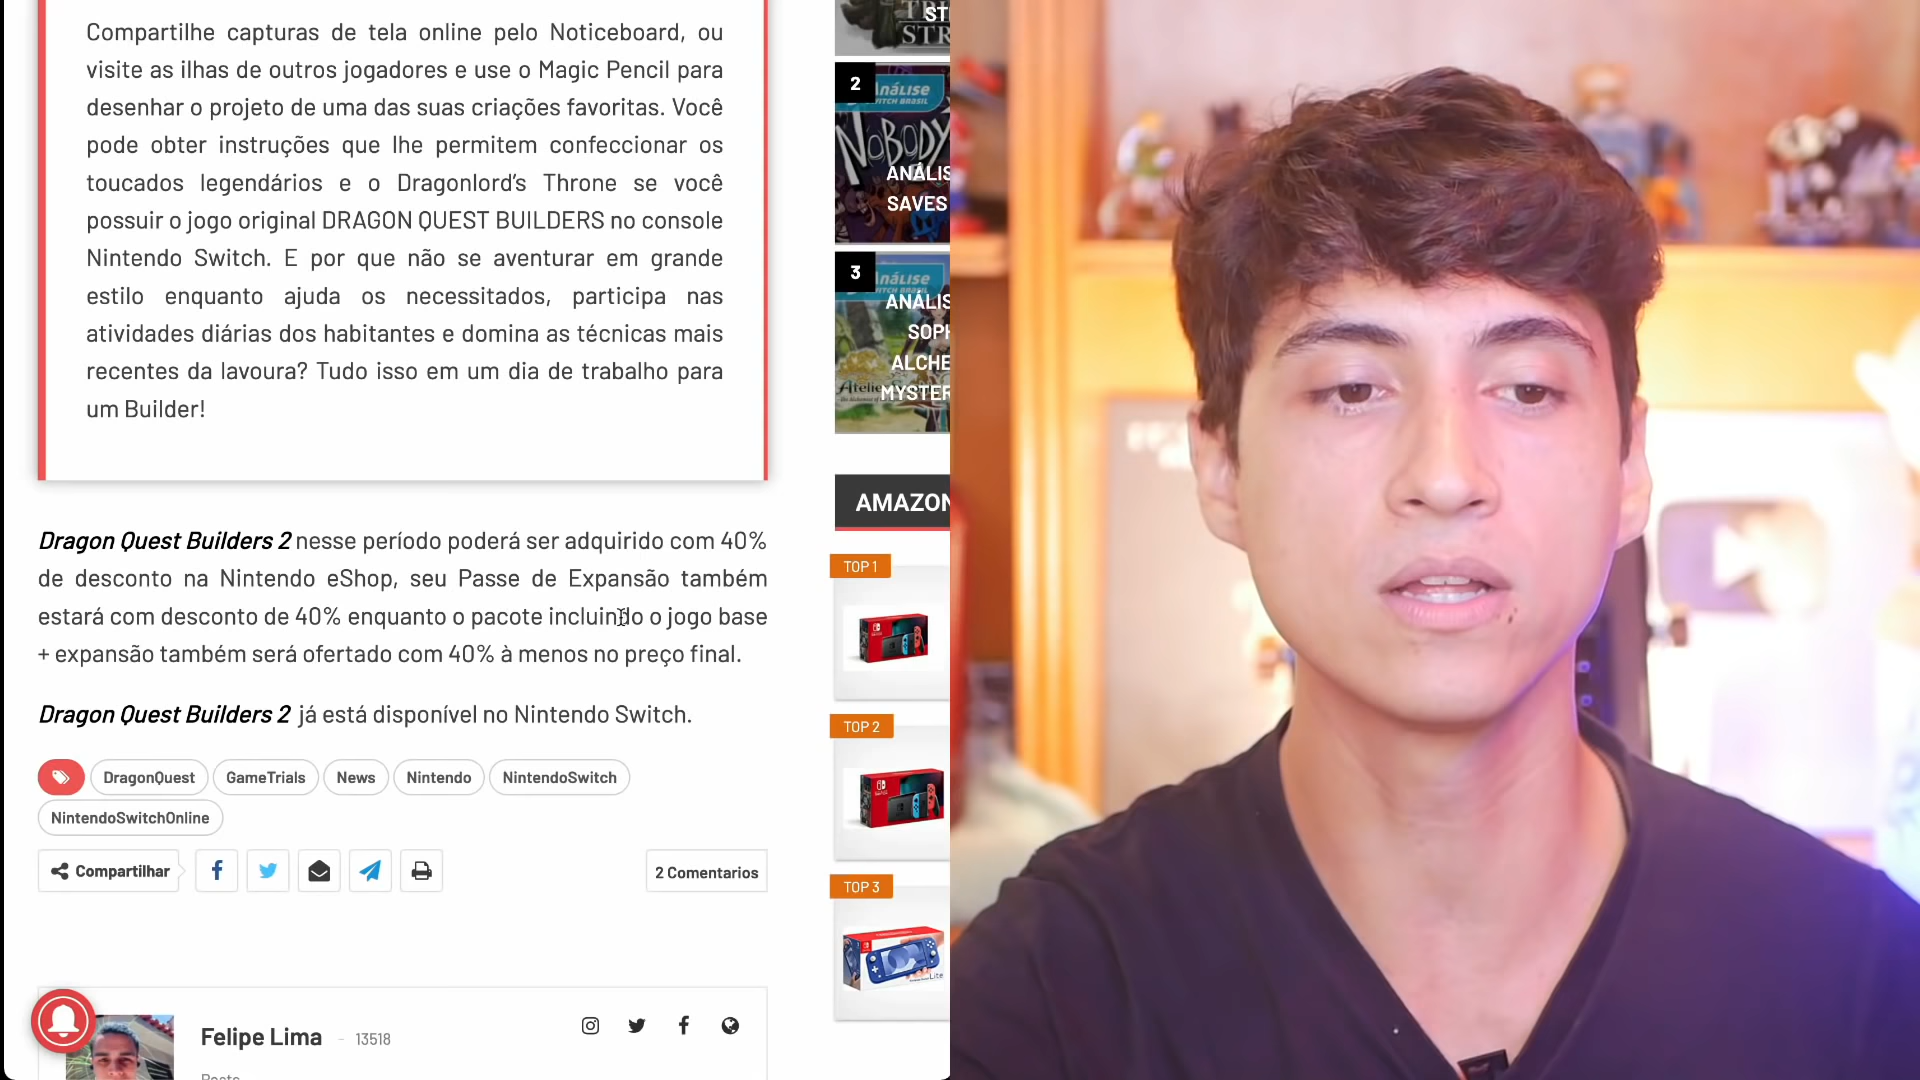 Compartilhe capturas de tela online pelo Noticeboard, ou
visite as ilhas de outros jogadores e use o Magic Pencil para
desenhar o projeto de uma das suas criações favoritas. Você
pode obter instruções que lhe permitem confeccionar os
toucados legendários e o Dragonlord's Throne se você
possuir o jogo original DRAGON QUEST BUILDERS no console
Nintendo Switch. E por que não se aventurar em grande
estilo enquanto ajuda os necessitados, participa nas
atividades diárias dos habitantes e domina as técnicas mais
recentes da lavoura? Tudo isso em um dia de trabalho para
um Builder!
Dragon Quest Builders 2 nesse período poderá ser adquirido com 40%
de desconto na Nintendo eShop, seu Passe de Expansão também
estará com desconto de 40% enquanto o pacote incluindo o jogo base
+ expansão também será ofertado com 40% à menos no preço final.
Dragon Quest Builders 2 já está disponível no Nintendo Switch.
DragonQuest
GameTrials
News
Nintendo
NintendoSwitch
NintendoSwitchOnline
Compartilhar
2 Comentarios
Felipe Lima - 13518
ST
STR
2
Análise
NOBODY
ANÁLIS
SAVES
3
Análise
ANÁLIS
SOPH
ALCHE
Atelie
MYSTER
AMAZON
TOP 1
TOP 2
TOP 3
Lite